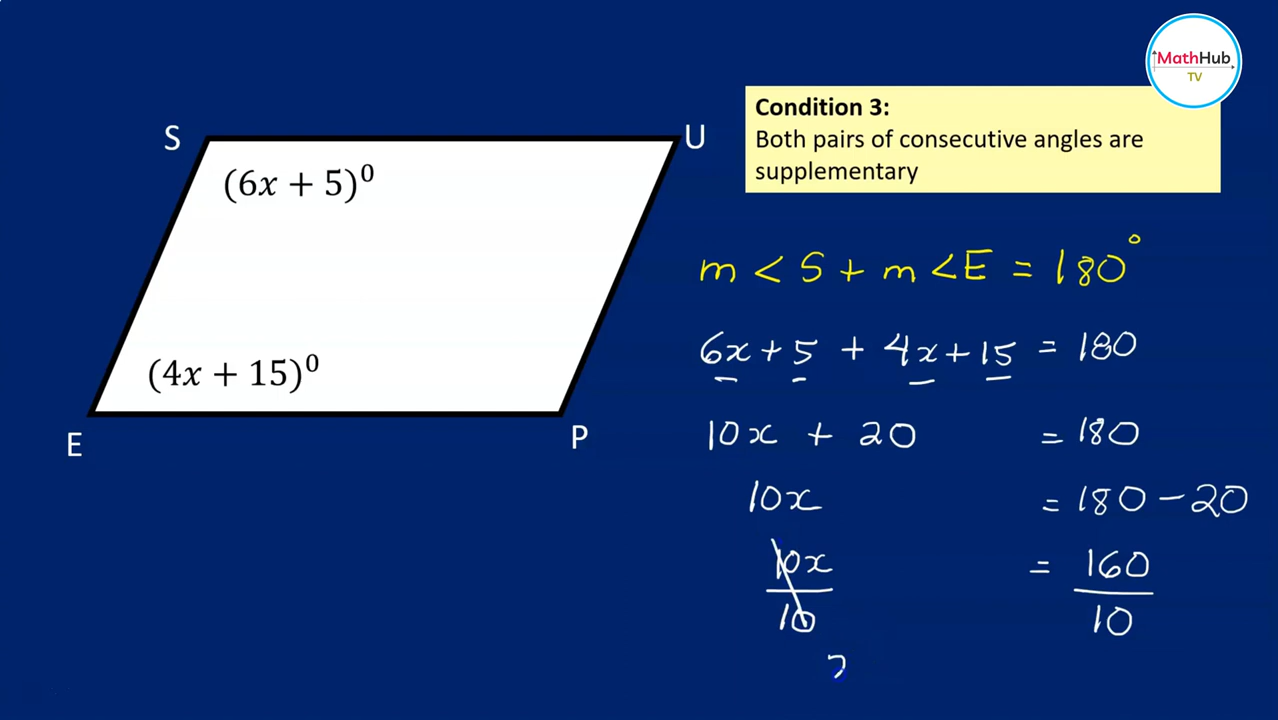 MathHub
TV
Condition 3:
Both pairs of consecutive angles are
supplementary
S
U
(6x + 5)⁰
(4x + 15)⁰
E
P
m < S + m < E = 180°
6x + 5 + 4x + 15 = 180
10x + 20 = 180
10x = 180 - 20
10x/10 = 160/10